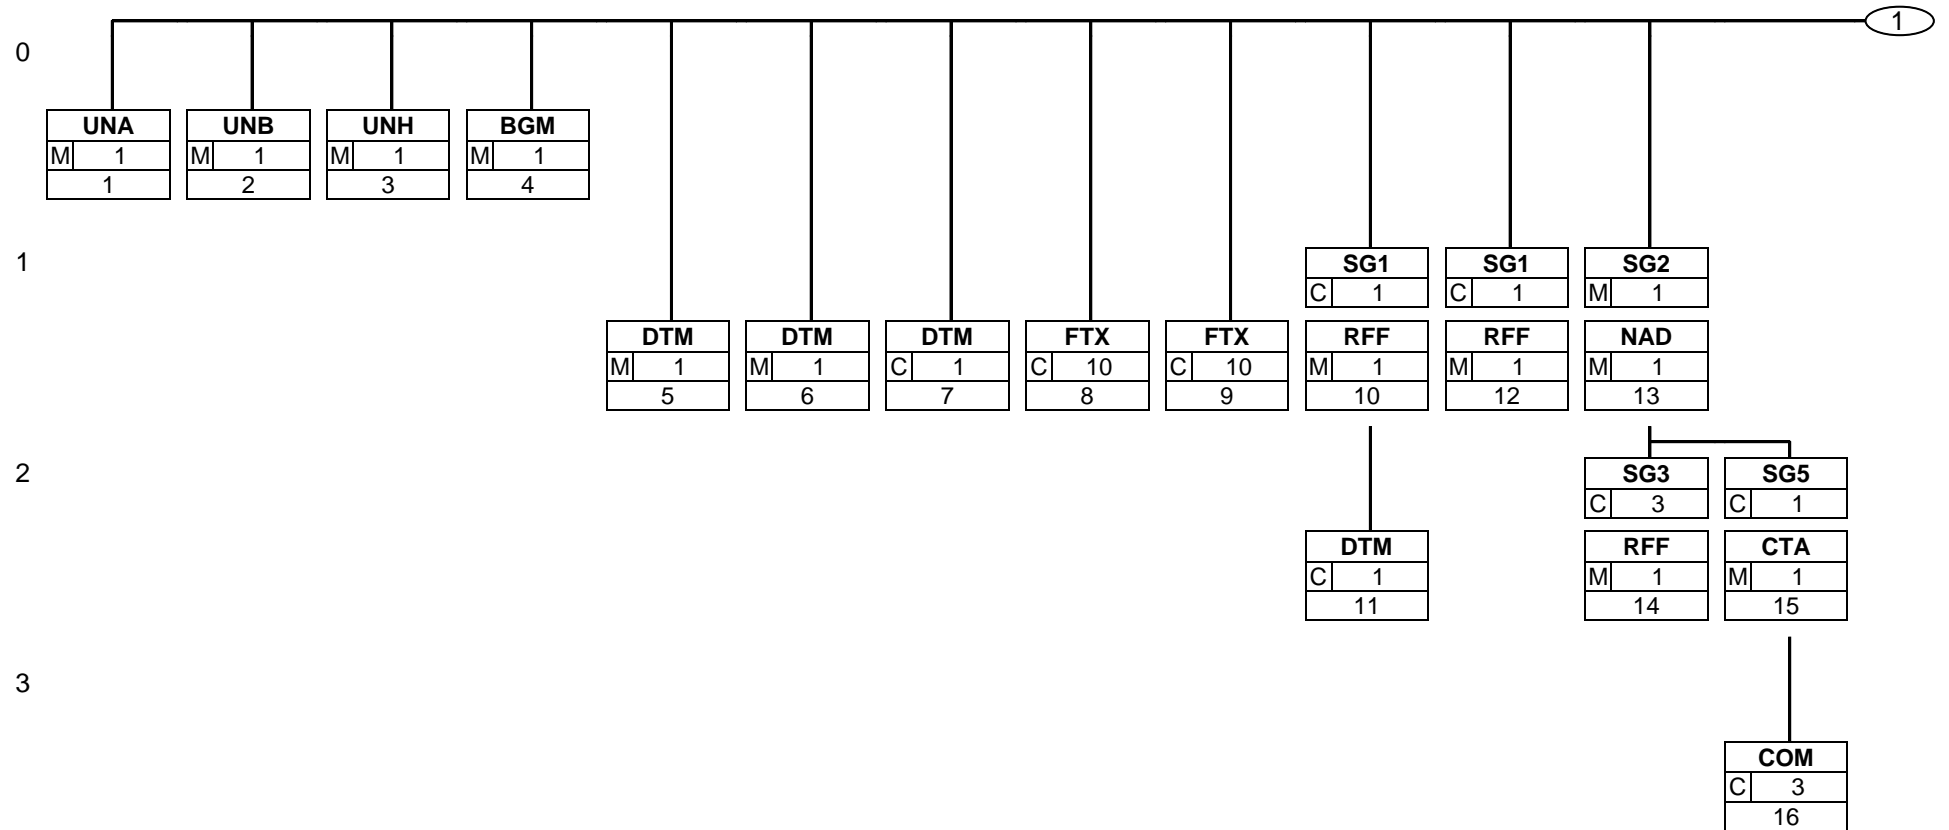 1
0
UNA UNB UNH BGM
M 1 M 1 M 1 M 1
1 2 3 4
1
SG1 SG1 SG2
C 1 C 1 M 1
DTM DTM DTM FTX FTX RFF RFF NAD
M 1 M 1 C 1 C 10 C 10 M 1 M 1 M 1
5 6 7 8 9 10 12 13
2
SG3 SG5
C 3 C 1
DTM RFF CTA
C 1 M 1 M 1
11 14 15
3
COM
C 3
16